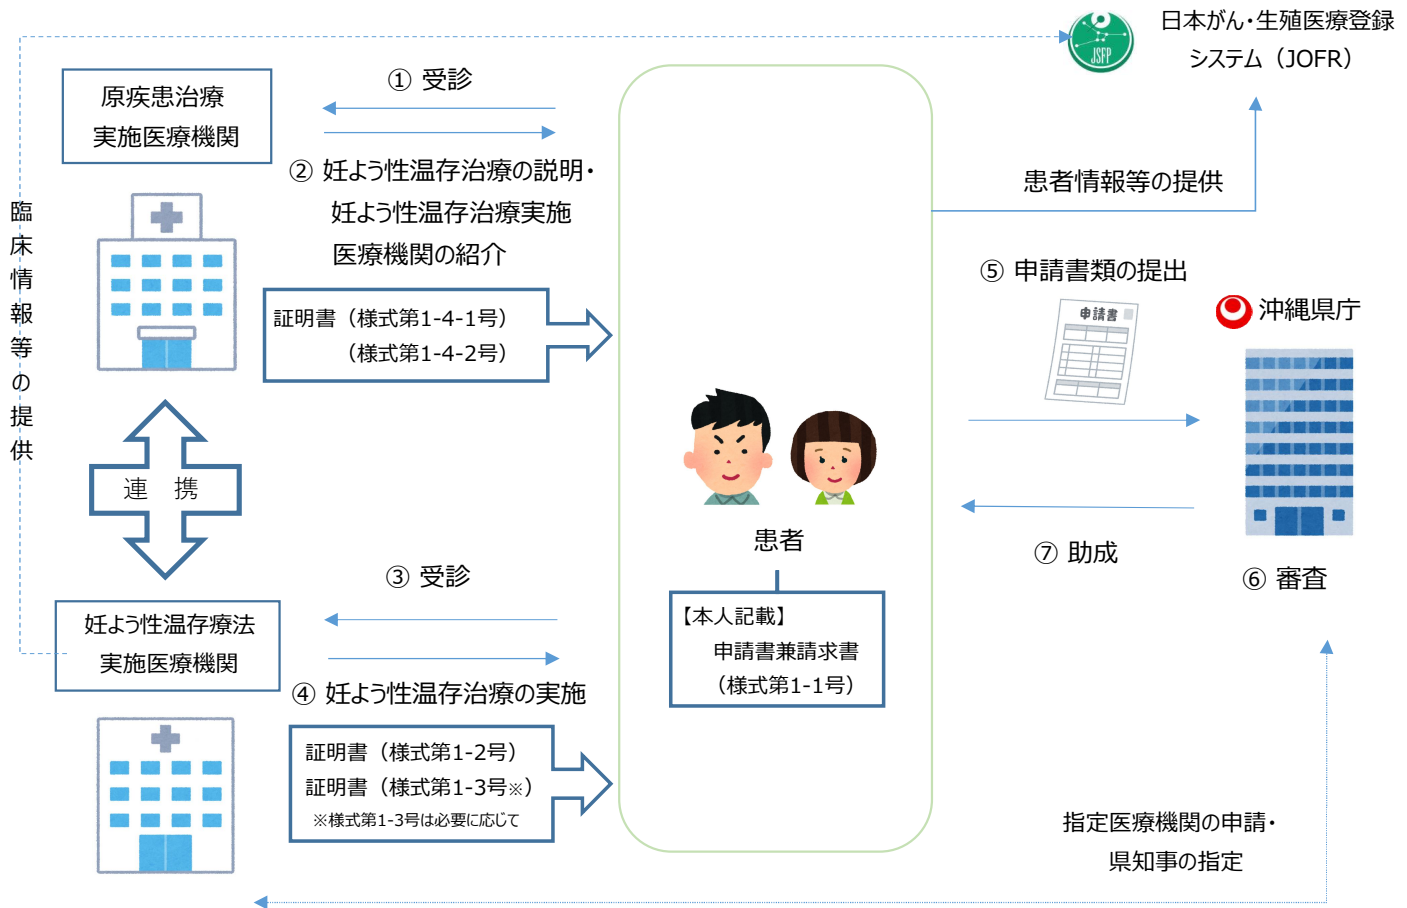 日本がん・生殖医療登録
システム（JOFR）
JSFP
原疾患治療
実施医療機関
① 受診
② 妊よう性温存治療の説明・
妊よう性温存治療実施
医療機関の紹介
証明書（様式第1-4-1号）
（様式第1-4-2号）
臨床情報等の提供
連 携
患者情報等の提供
⑤ 申請書類の提出
申請書
沖縄県庁
患者
【本人記載】
申請書兼請求書
（様式第1-1号）
⑦ 助成
⑥ 審査
妊よう性温存療法
実施医療機関
③ 受診
④ 妊よう性温存治療の実施
証明書（様式第1-2号）
証明書（様式第1-3号※）
※様式第1-3号は必要に応じて
指定医療機関の申請・
県知事の指定